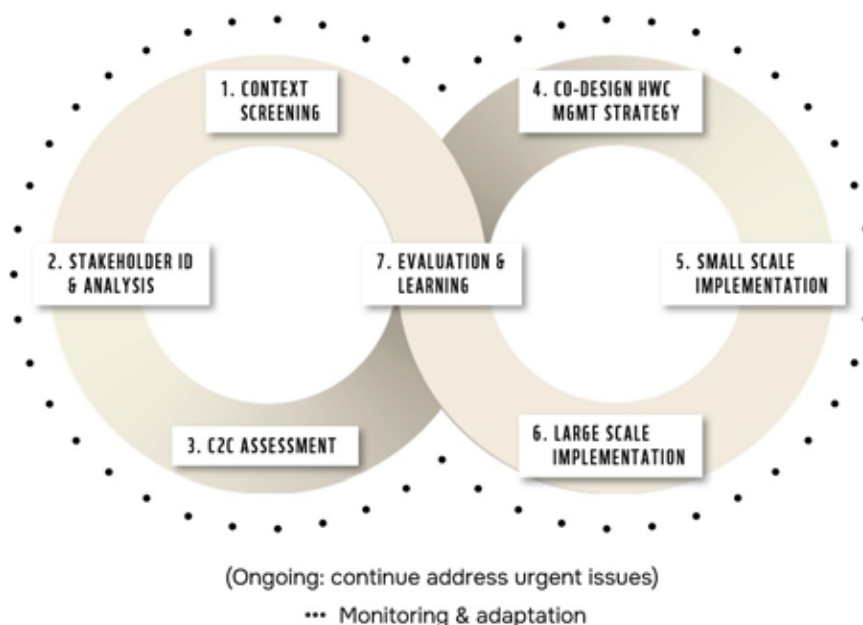 1. CONTEXT
SCREENING
2. STAKEHOLDER ID
& ANALYSIS
3. C2C ASSESSMENT
4. CO-DESIGN HWC
MGMT STRATEGY
5. SMALL SCALE
IMPLEMENTATION
6. LARGE SCALE
IMPLEMENTATION
7. EVALUATION &
LEARNING
(Ongoing: continue address urgent issues)
••• Monitoring & adaptation